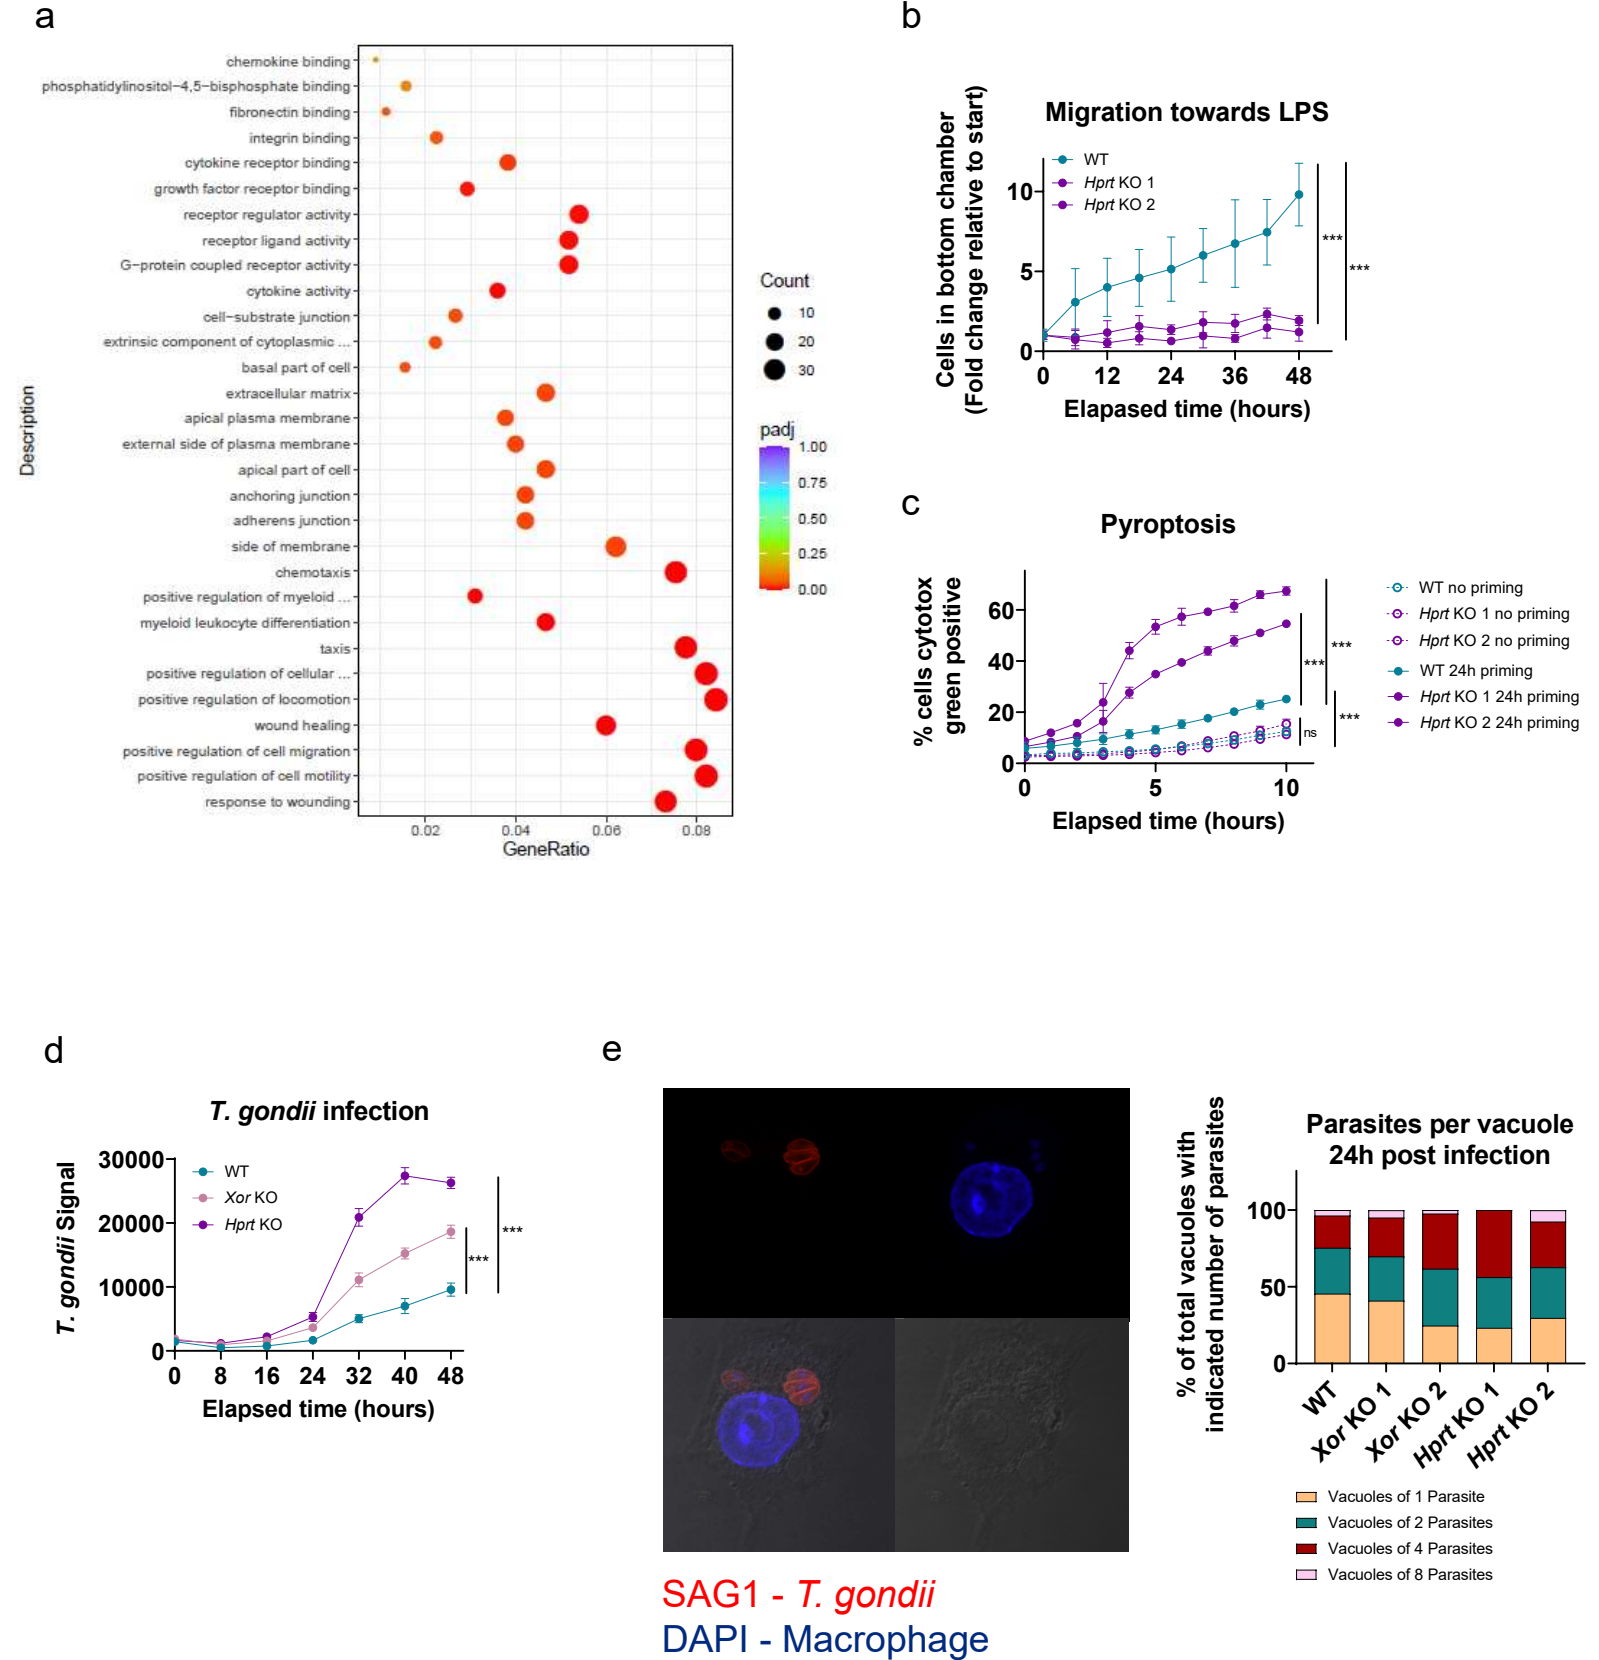 a
chemokine binding
phosphatidylinositol−4,5−bisphosphate binding
fibronectin binding
integrin binding
cytokine receptor binding
growth factor receptor binding
receptor regulator activity
receptor ligand activity
G−protein coupled receptor activity
cytokine activity
cell−substrate junction
extrinsic component of cytoplasmic ...
basal part of cell
extracellular matrix
apical plasma membrane
external side of plasma membrane
apical part of cell
anchoring junction
adherens junction
side of membrane
chemotaxis
positive regulation of myeloid ...
myeloid leukocyte differentiation
taxis
positive regulation of cellular ...
positive regulation of locomotion
wound healing
positive regulation of cell migration
positive regulation of cell motility
response to wounding
Description
0.02 0.04 0.06 0.08
GeneRatio
Count
10
20
30
padj
1.00
0.75
0.50
0.25
0.00
b
Migration towards LPS
Cells in bottom chamber
(Fold change relative to start)
WT
Hprt KO 1
Hprt KO 2
10
5
0
0 12 24 36 48
Elapased time (hours)
***
***
c
Pyroptosis
% cells cytotox
green positive
60
40
20
0
0 5 10
Elapsed time (hours)
***
***
***
ns
WT no priming
Hprt KO 1 no priming
Hprt KO 2 no priming
WT 24h priming
Hprt KO 1 24h priming
Hprt KO 2 24h priming
d
T. gondii infection
T. gondii Signal
30000
20000
10000
0
WT
Xor KO
Hprt KO
0 8 16 24 32 40 48
Elapsed time (hours)
***
***
e
SAG1 - T. gondii
DAPI - Macrophage
Parasites per vacuole
24h post infection
% of total vacuoles with
indicated number of parasites
100
50
0
WT
Xor KO 1
Xor KO 2
Hprt KO 1
Hprt KO 2
Vacuoles of 1 Parasite
Vacuoles of 2 Parasites
Vacuoles of 4 Parasites
Vacuoles of 8 Parasites